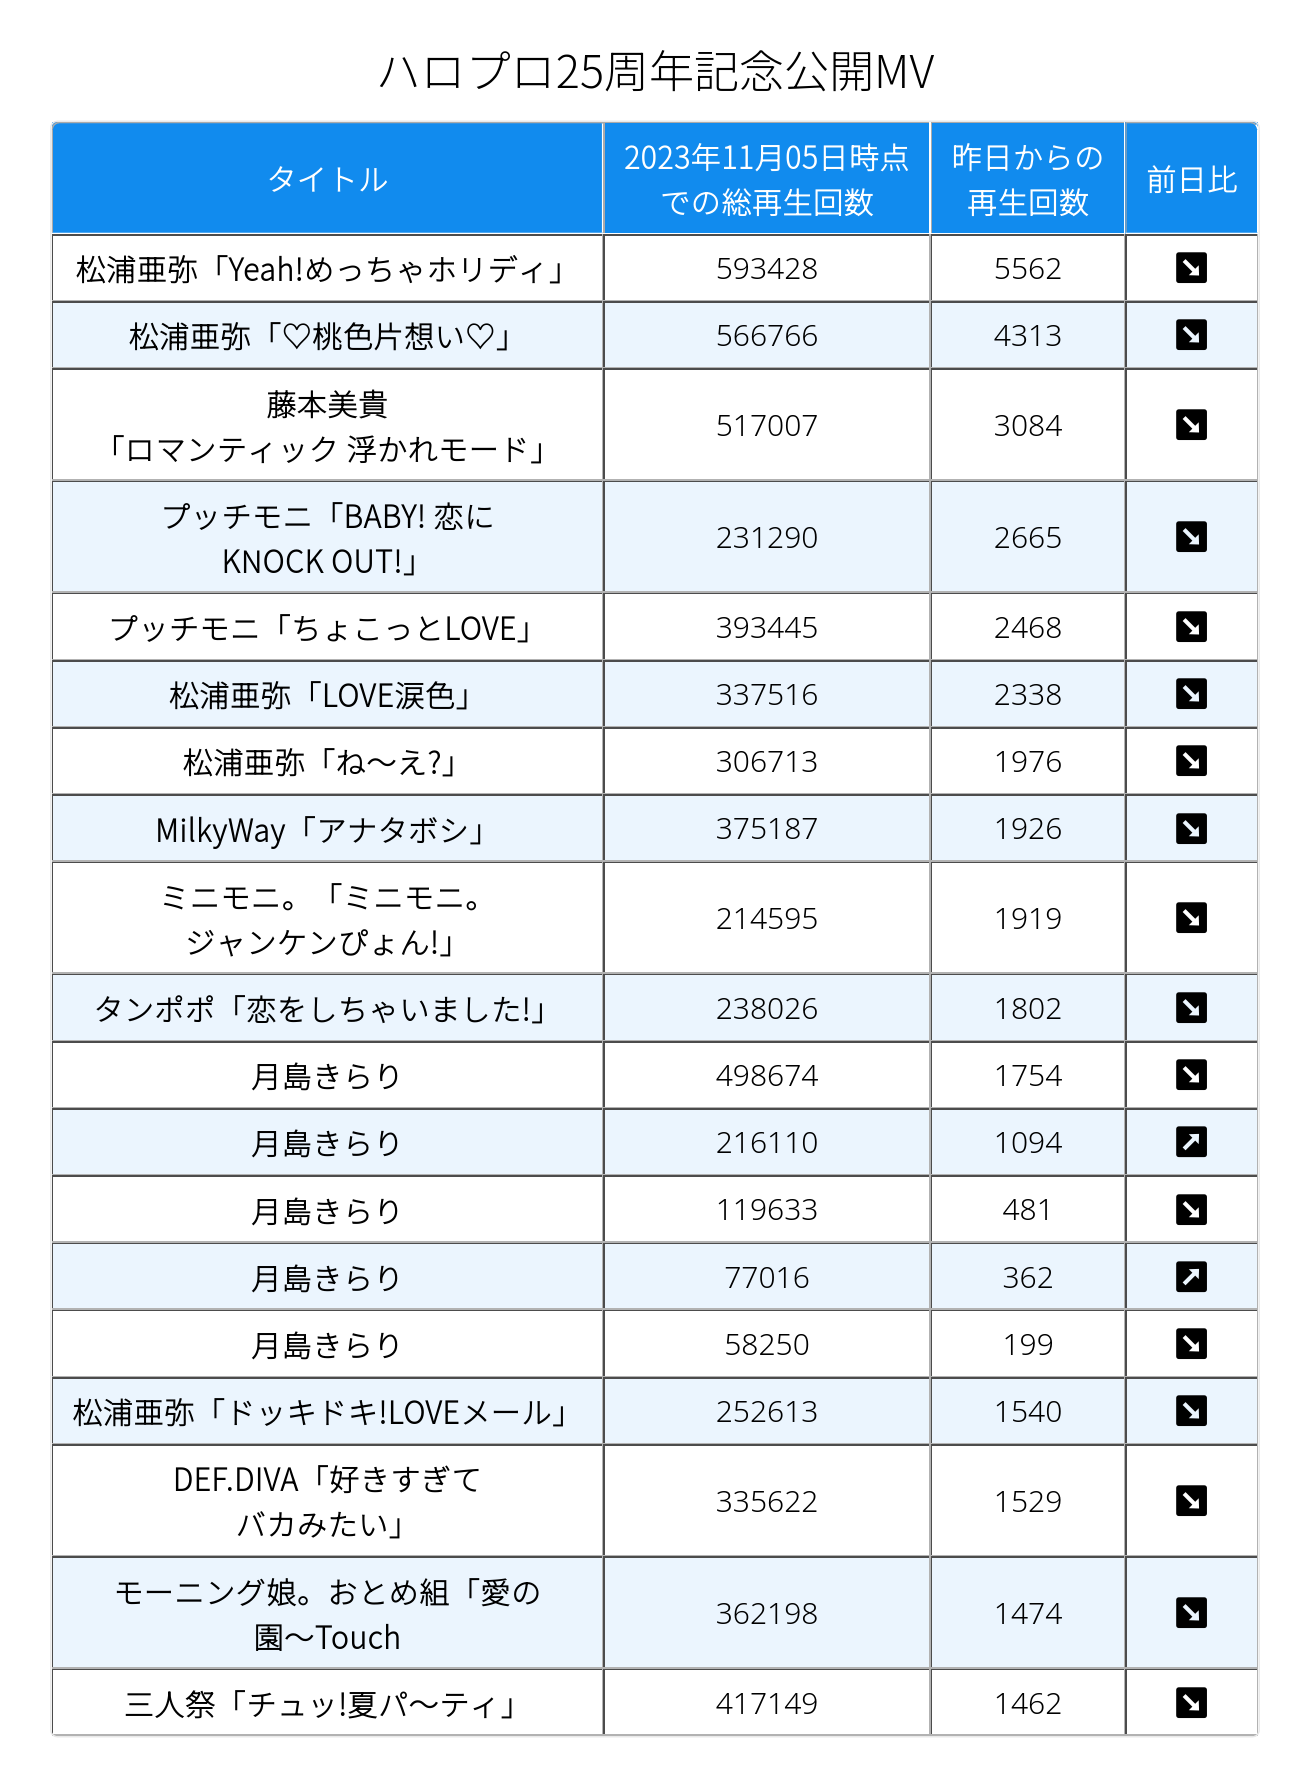 ハロプロ25周年記念公開MV
タイトル
2023年11月05日時点
での総再生回数
昨日からの
再生回数
前日比
松浦亜弥「Yeah!めっちゃホリディ」 593428 5562
松浦亜弥「♡桃色片想い♡」 566766 4313
藤本美貴
「ロマンティック 浮かれモード」 517007 3084
プッチモニ「BABY! 恋に
KNOCK OUT!」 231290 2665
プッチモニ「ちょこっとLOVE」 393445 2468
松浦亜弥「LOVE涙色」 337516 2338
松浦亜弥「ね〜え?」 306713 1976
MilkyWay「アナタボシ」 375187 1926
ミニモニ。「ミニモニ。
ジャンケンぴょん!」 214595 1919
タンポポ「恋をしちゃいました!」 238026 1802
月島きらり 498674 1754
月島きらり 216110 1094
月島きらり 119633 481
月島きらり 77016 362
月島きらり 58250 199
松浦亜弥「ドッキドキ!LOVEメール」 252613 1540
DEF.DIVA「好きすぎて
バカみたい」 335622 1529
モーニング娘。おとめ組「愛の
園〜Touch 362198 1474
三人祭「チュッ!夏パ〜ティ」 417149 1462